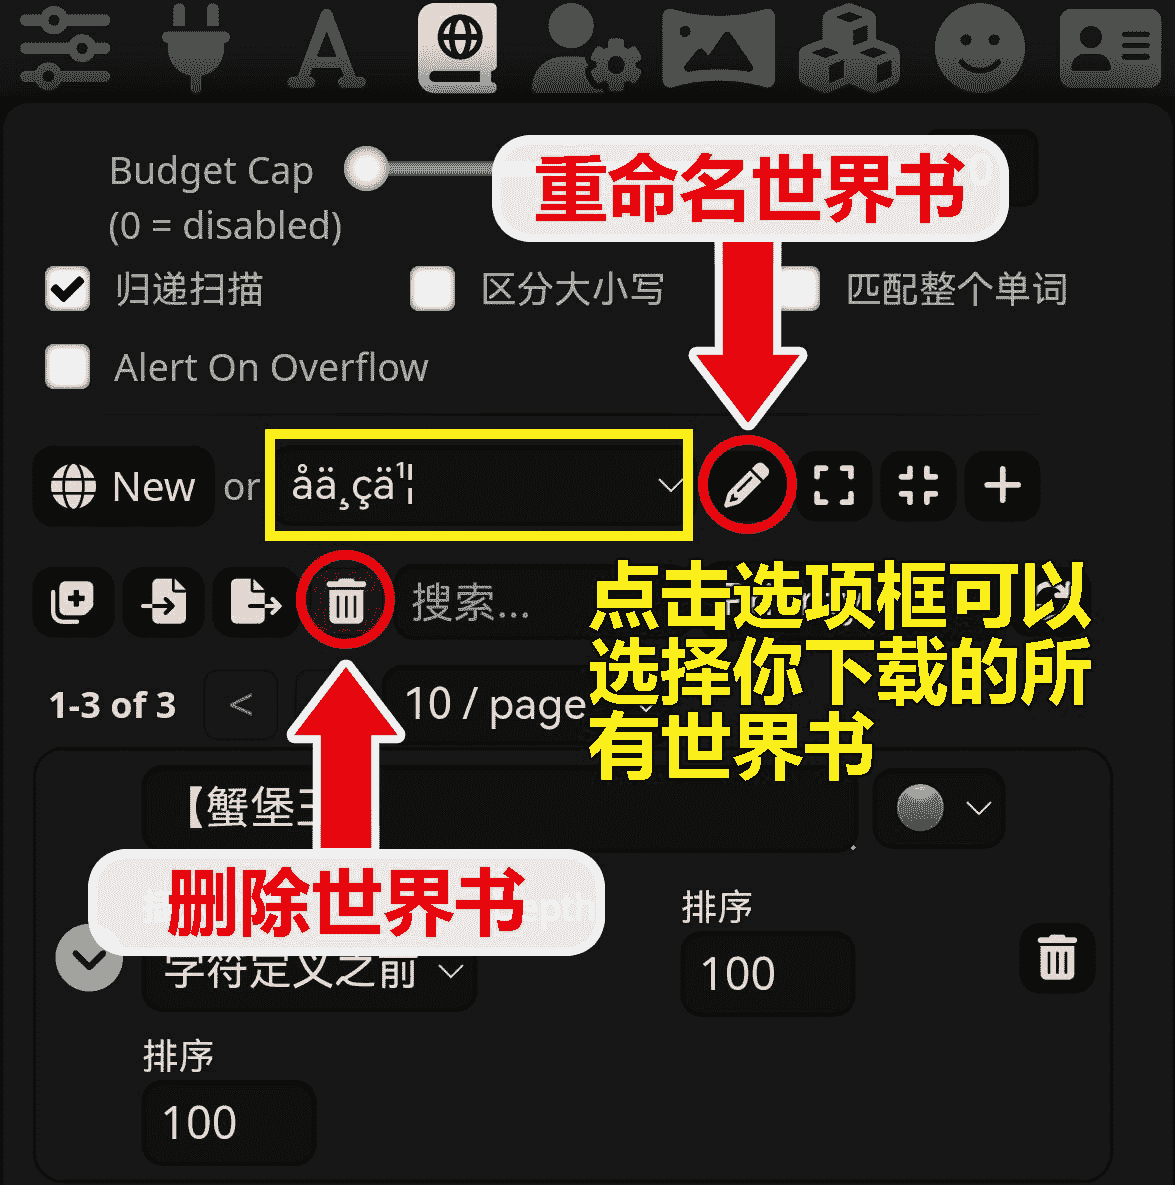 Budget Cap
(0 = disabled)
重命名世界书
归递扫描
区分大小写
匹配整个单词
Alert On Overflow
New
or
åä¸çä¹¦
搜索...
点击选项框可以
选择你下载的所
有世界书
1-3 of 3
<
10 / page
【蟹堡王
删除世界书
排序
字符定义之前
100
排序
100